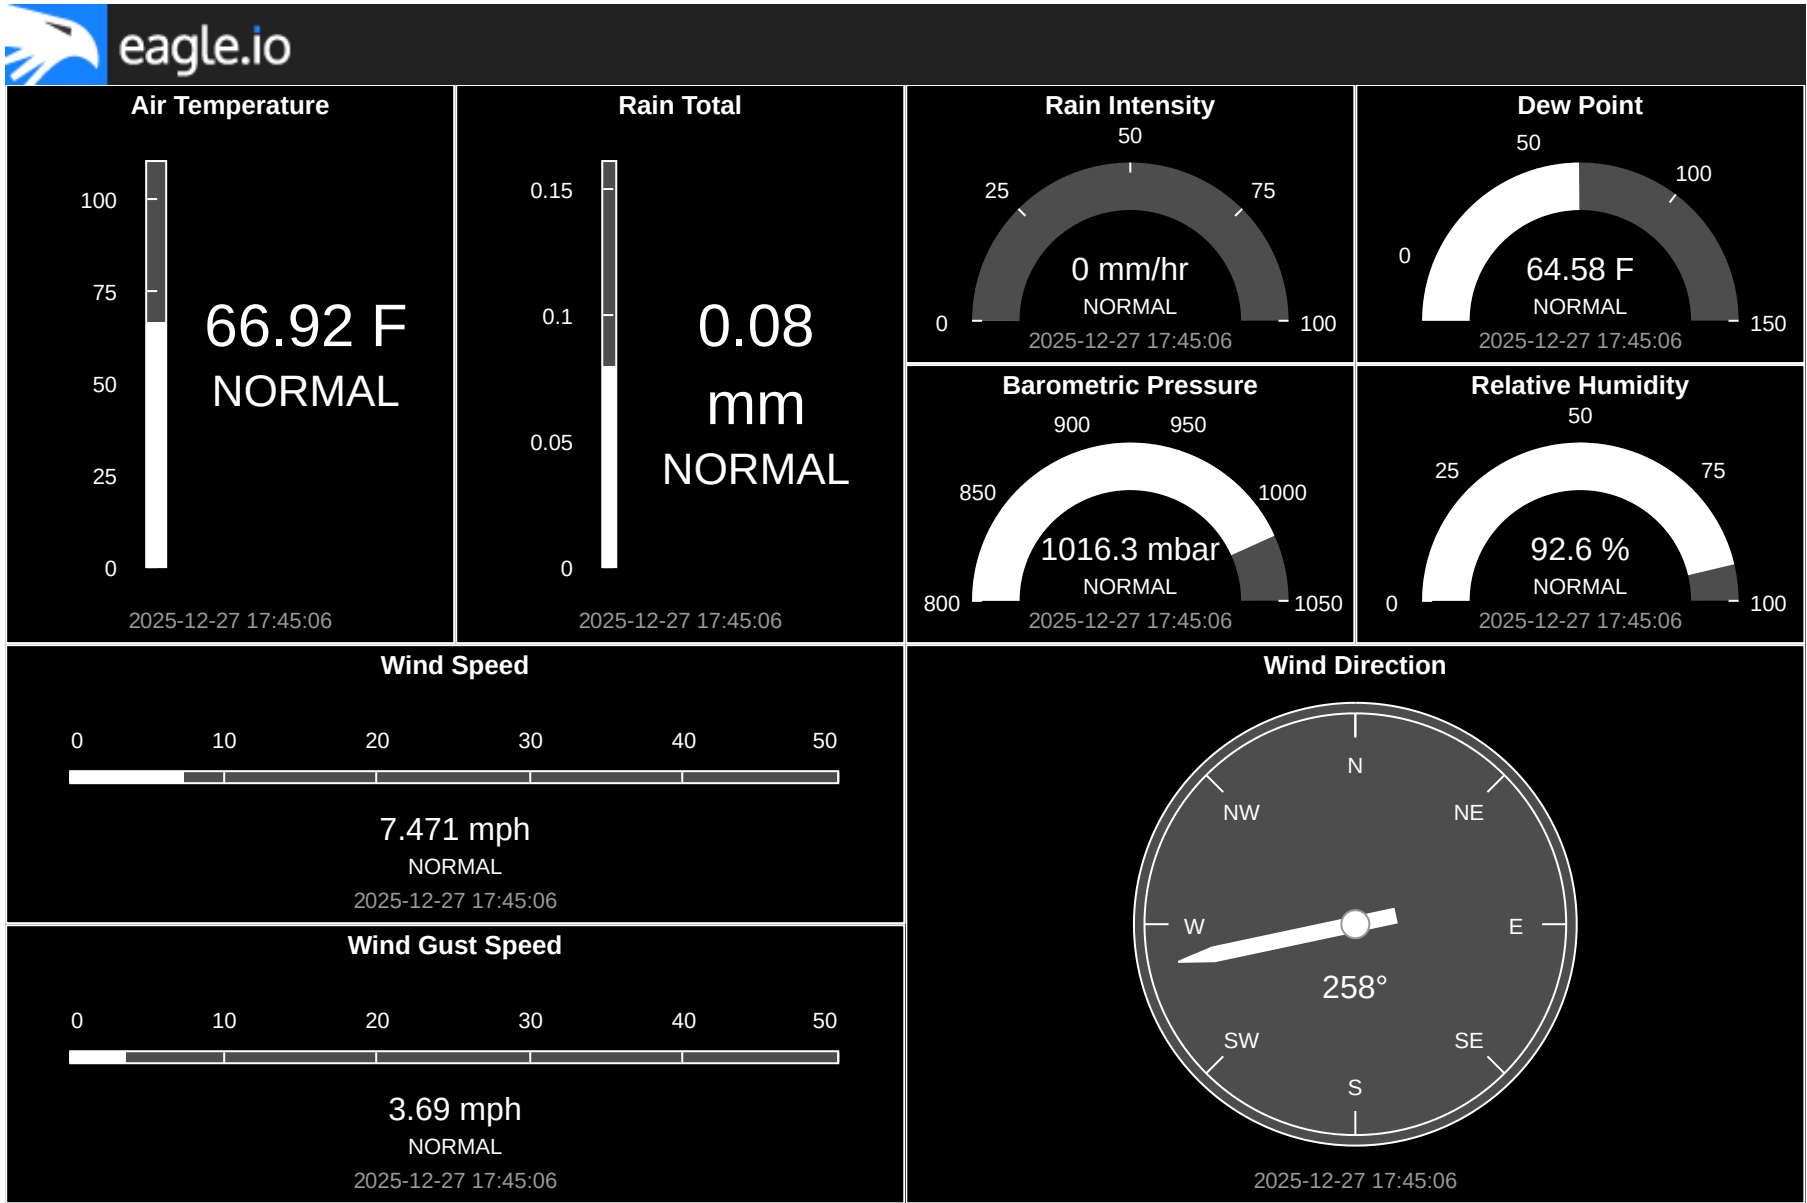 eagle.io
Air Temperature
100
75
50
25
0
66.92 F
NORMAL
2025-12-27 17:45:06
Rain Total
0.15
0.1
0.05
0
0.08
mm
NORMAL
2025-12-27 17:45:06
Rain Intensity
0
25
50
75
100
0 mm/hr
NORMAL
2025-12-27 17:45:06
Dew Point
0
50
100
150
64.58 F
NORMAL
2025-12-27 17:45:06
Barometric Pressure
800
850
900
950
1000
1050
1016.3 mbar
NORMAL
2025-12-27 17:45:06
Relative Humidity
0
25
50
75
100
92.6 %
NORMAL
2025-12-27 17:45:06
Wind Speed
0 10 20 30 40 50
7.471 mph
NORMAL
2025-12-27 17:45:06
Wind Gust Speed
0 10 20 30 40 50
3.69 mph
NORMAL
2025-12-27 17:45:06
Wind Direction
N
NW NE
W E
258°
SW SE
S
2025-12-27 17:45:06